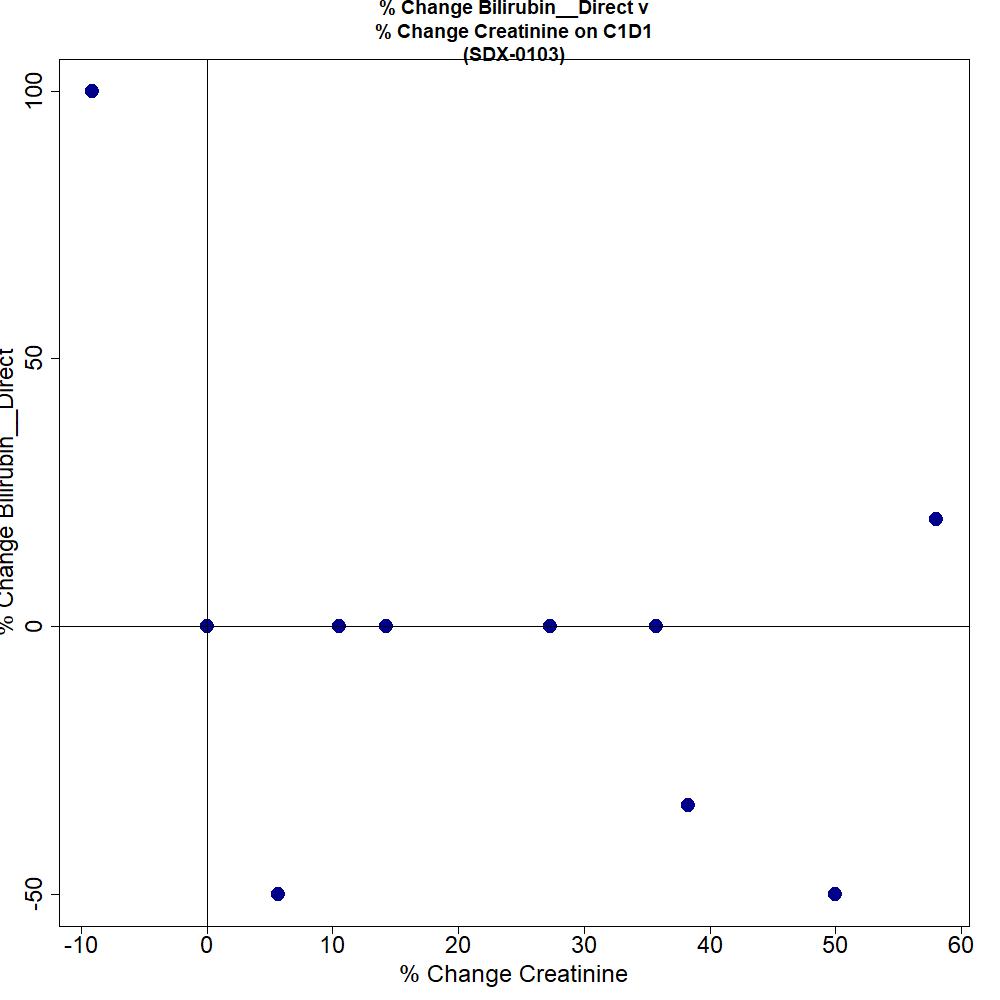 % Change Bilirubin__Direct v
% Change Creatinine on C1D1
(SDX-0103)
% Change Bilirubin__Direct
100
50
0
-50
-10 0 10 20 30 40 50 60
% Change Creatinine